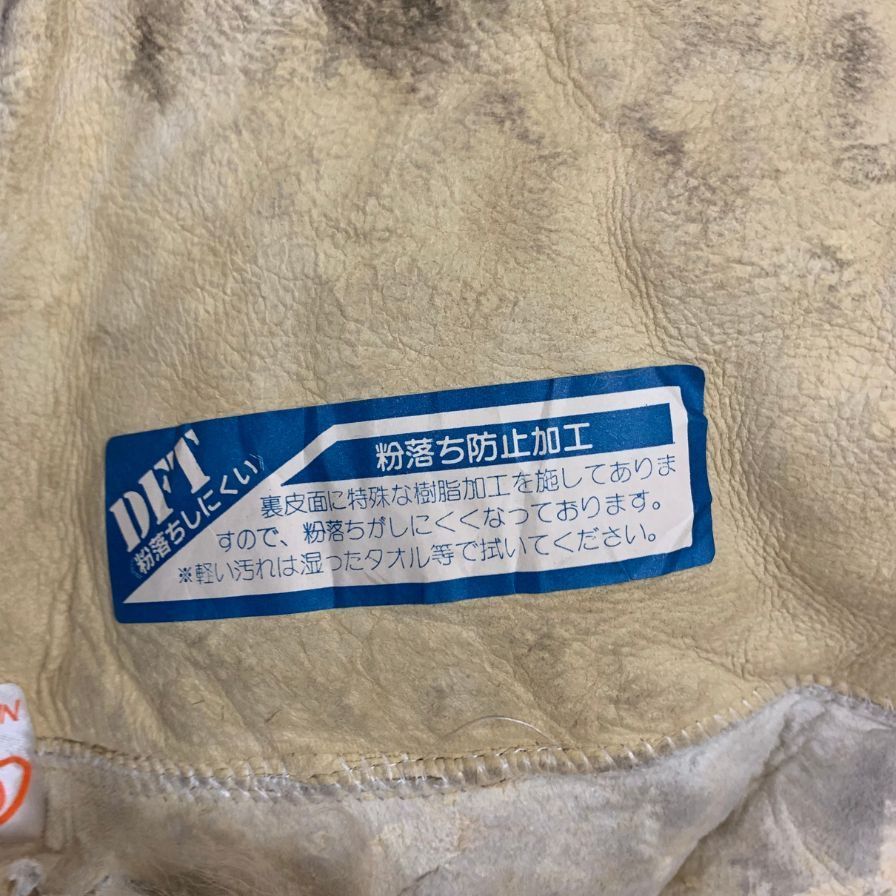 DFT
《粉落ちしにくい》
粉落ち防止加工
裏皮面に特殊な樹脂加工を施してありま
すので、粉落ちがしにくくなっております。
※軽い汚れは湿ったタオル等で拭いてください。